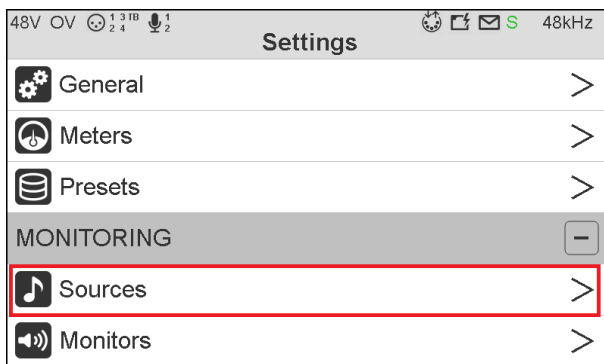 48V OV 1 3 TB 2 4 1 2 S 48kHz
Settings
General >
Meters >
Presets >
MONITORING
Sources >
Monitors >